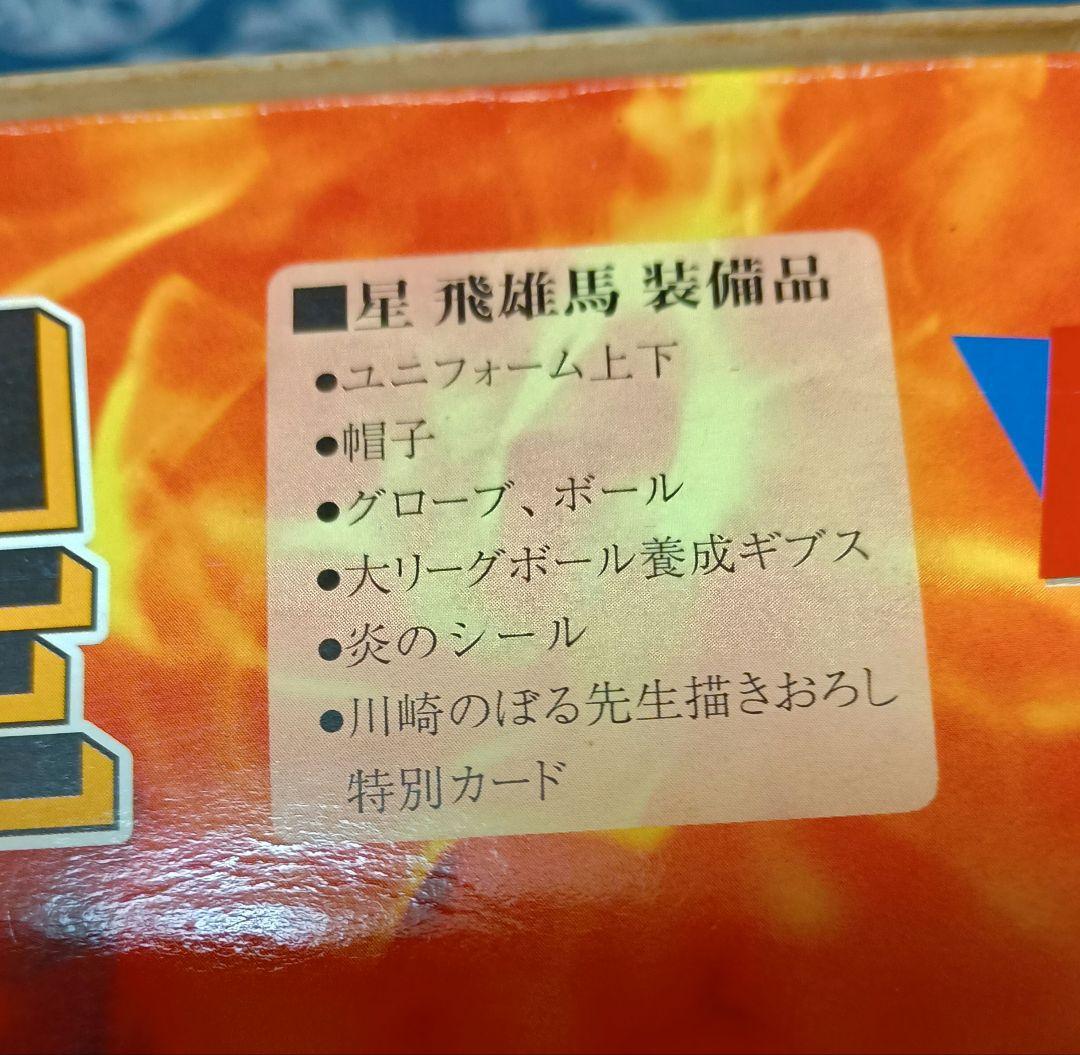 ■星 飛雄馬 装備品
●ユニフォーム上下
●帽子
●グローブ、ボール
●大リーグボール養成ギブス
●炎のシール
●川崎のぼる先生描きおろし
特別カード